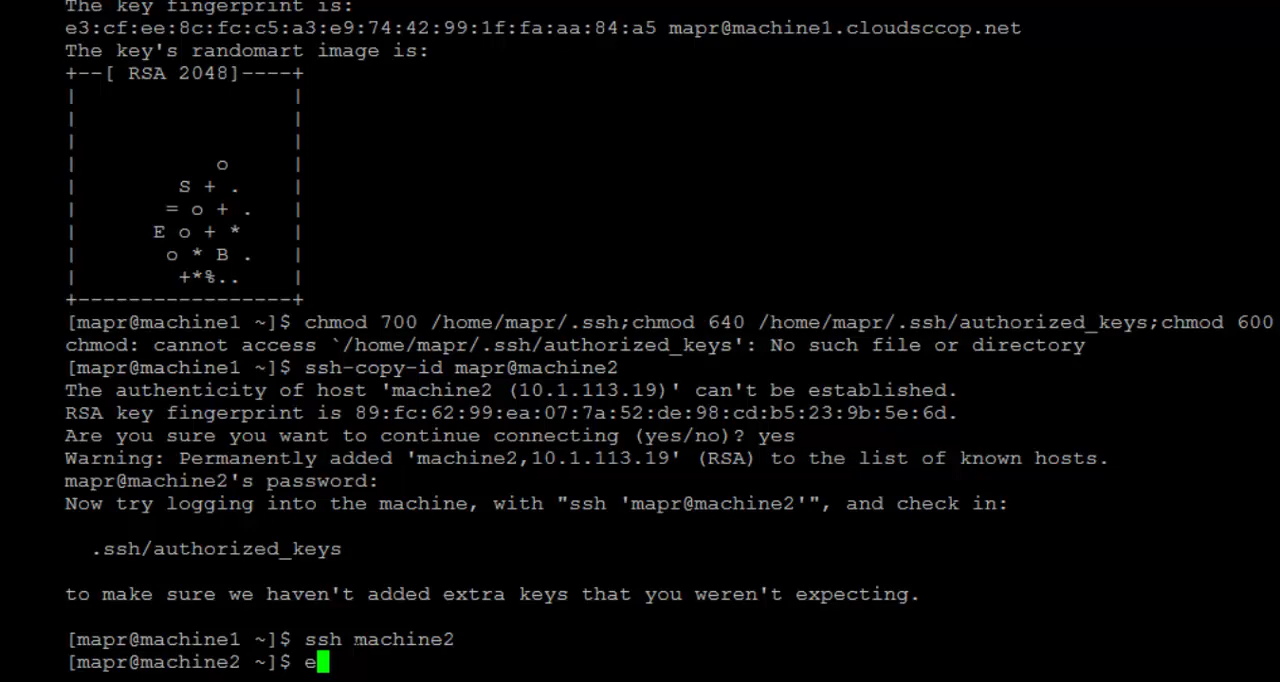 The key fingerprint is:
e3:cf:ee:8c:fc:c5:a3:e9:74:42:99:1f:fa:aa:84:a5 mapr@machine1.cloudsccop.net
The key's randomart image is:
+--[ RSA 2048]----+
|                 |
|                 |
|                 |
|           o     |
|        S + .    |
|       = o + .   |
|      E o + *    |
|       o * B .   |
|        +*%..    |
+-----------------+
[mapr@machine1 ~]$ chmod 700 /home/mapr/.ssh;chmod 640 /home/mapr/.ssh/authorized_keys;chmod 600
chmod: cannot access `/home/mapr/.ssh/authorized_keys': No such file or directory
[mapr@machine1 ~]$ ssh-copy-id mapr@machine2
The authenticity of host 'machine2 (10.1.113.19)' can't be established.
RSA key fingerprint is 89:fc:62:99:ea:07:7a:52:de:98:cd:b5:23:9b:5e:6d.
Are you sure you want to continue connecting (yes/no)? yes
Warning: Permanently added 'machine2,10.1.113.19' (RSA) to the list of known hosts.
mapr@machine2's password:
Now try logging into the machine, with "ssh 'mapr@machine2'", and check in:

  .ssh/authorized_keys

to make sure we haven't added extra keys that you weren't expecting.

[mapr@machine1 ~]$ ssh machine2
[mapr@machine2 ~]$ e